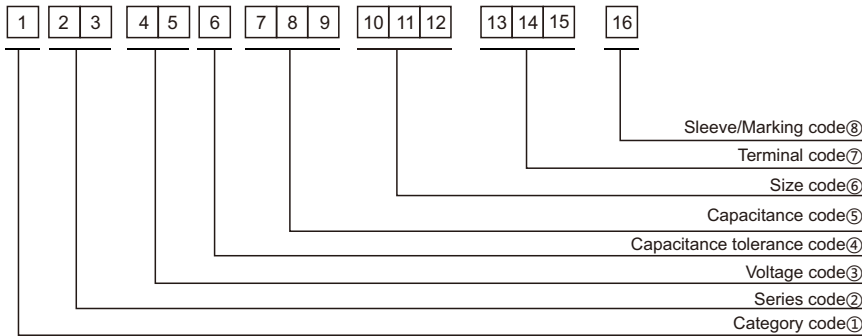 1 2 3 4 5 6 7 8 9 10 11 12 13 14 15 16
Sleeve/Marking code⑧
Terminal code⑦
Size code⑥
Capacitance code⑤
Capacitance tolerance code④
Voltage code③
Series code②
Category code①